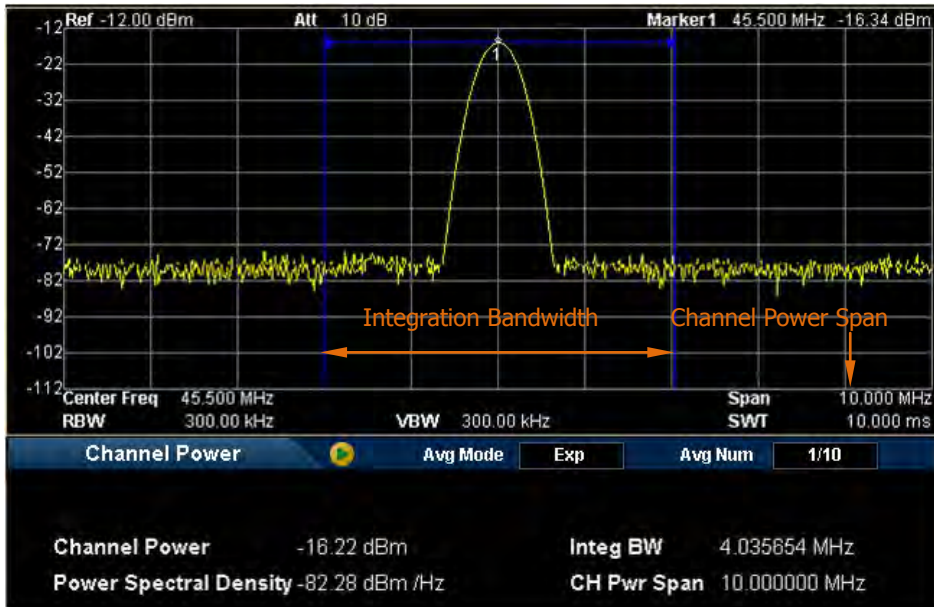 Ref -12.00 dBm Att 10 dB Marker1 45.500 MHz -16.34 dBm
-12
1
-22
-32
-42
-52
-62
-72
-82
-92
Integration Bandwidth Channel Power Span
-102
-112
Center Freq 45.500 MHz Span 10.000 MHz
RBW 300.00 kHz VBW 300.00 kHz SWT 10.000 ms
Channel Power Avg Mode Exp Avg Num 1/10
Channel Power -16.22 dBm Integ BW 4.035654 MHz
Power Spectral Density -82.28 dBm /Hz CH Pwr Span 10.000000 MHz